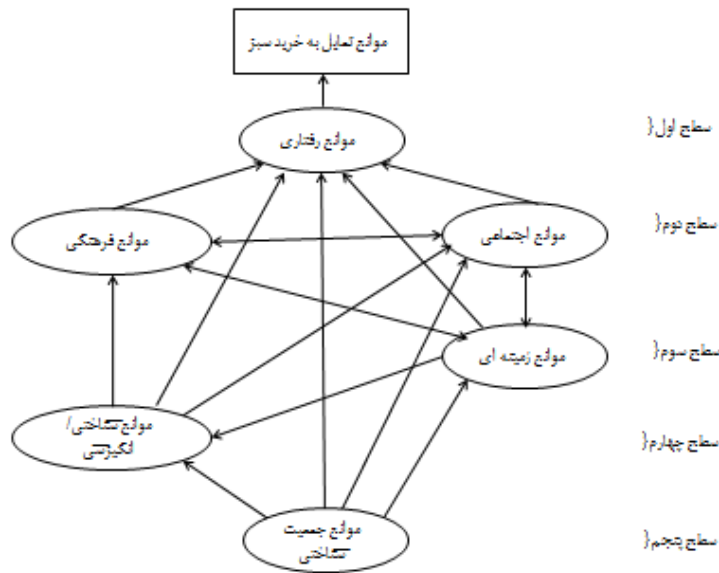 موانع تمایل به خرید سبز
موانع رفتاری
سطح اول{
موانع فرهنگی
موانع اجتماعی
سطح دوم{
موانع زمینه ای
سطح سوم{
موانع شناختی/
انگیزشی
سطح چهارم{
موانع جمعیت
شناختی
سطح پنجم{